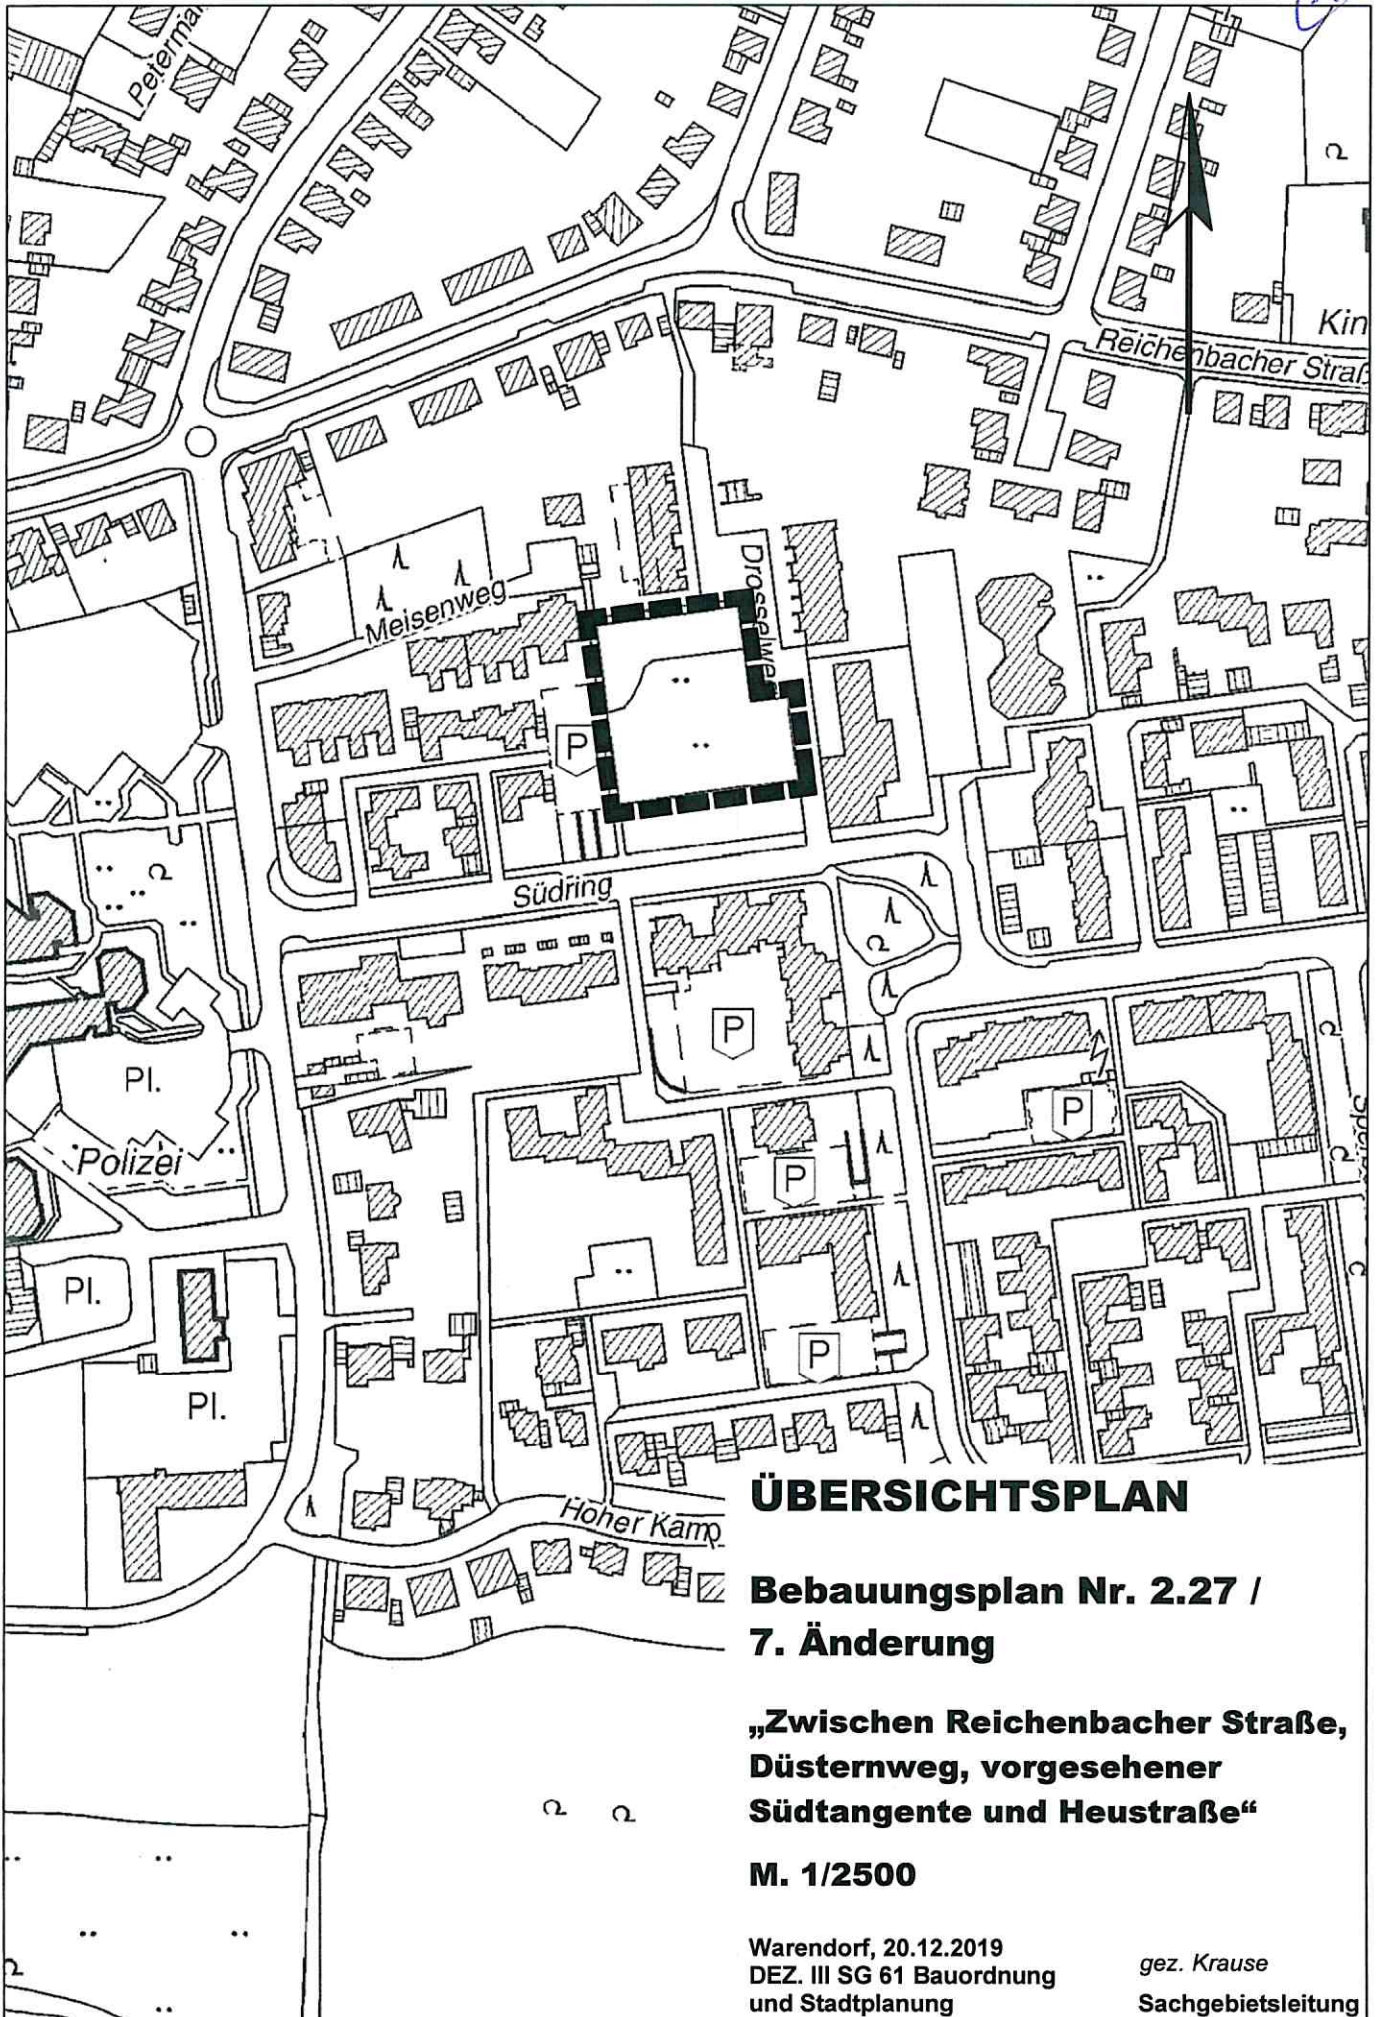 Reichenbacher Straß
Kin
Meisenweg
P
Südring
P
Pl.
P
Polizei
P
Pl.
P
Pl.
Hoher Kamp
ÜBERSICHTSPLAN
Bebauungsplan Nr. 2.27 /
7. Änderung
„Zwischen Reichenbacher Straße,
Düsternweg, vorgesehener
Südtangente und Heustraße“
M. 1/2500
Warendorf, 20.12.2019
DEZ. III SG 61 Bauordnung
und Stadtplanung
gez. Krause
Sachgebietsleitung